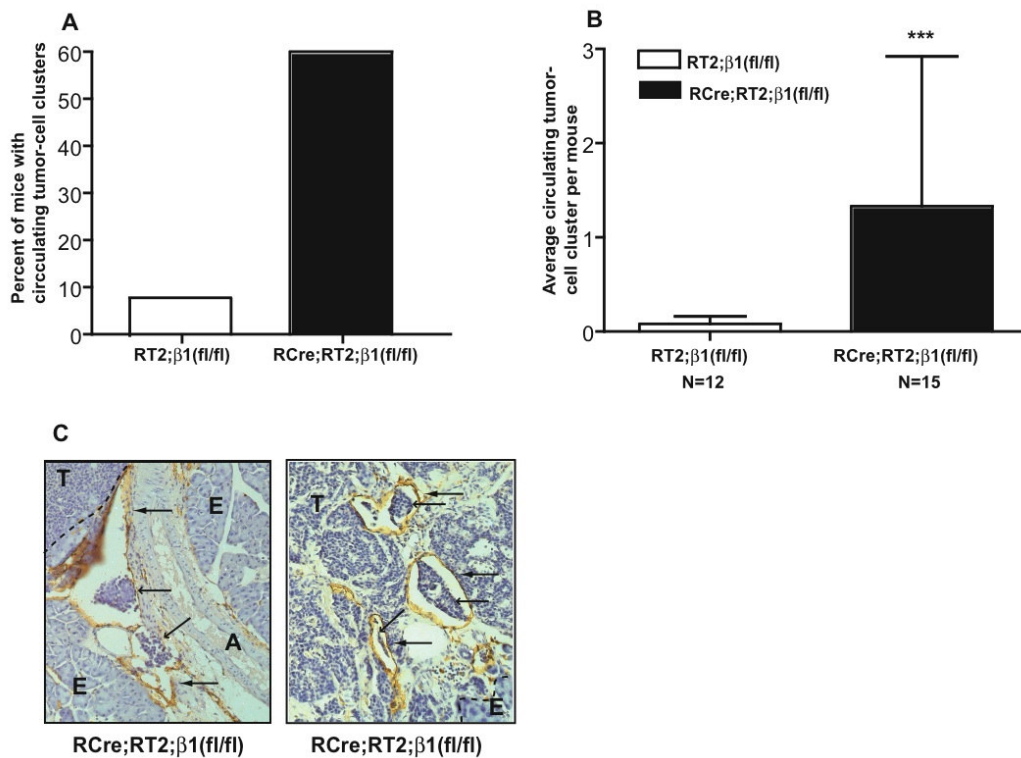 A
Percent of mice with
circculating tumor-cell clusters
60
50
40
30
20
10
0
RT2;β1(fl/fl) RCre;RT2;β1(fl/fl)
B
Average circulating tumor-
cell cluster per mouse
3
2
1
0
RT2;β1(fl/fl)
RCre;RT2;β1(fl/fl)
***
RT2;β1(fl/fl) RCre;RT2;β1(fl/fl)
N=12 N=15
C
T E
A
E
RCre;RT2;β1(fl/fl)
T
E
RCre;RT2;β1(fl/fl)